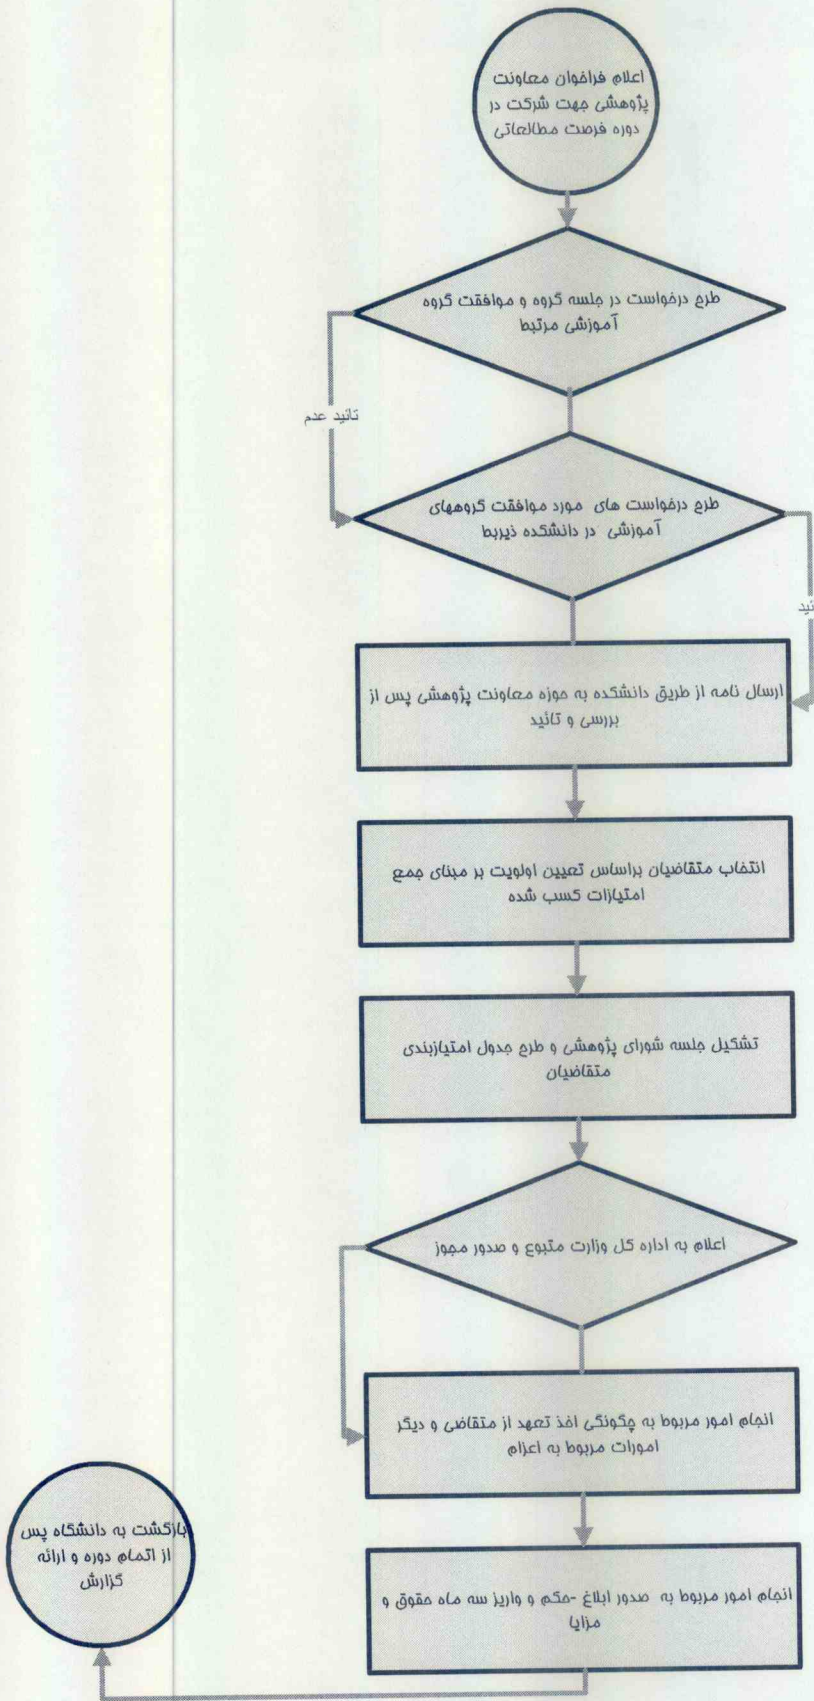 اعلام فراخوان معاونت
پژوهشی جهت شرکت در
دوره فرصت مطالعاتی
طرح درخواست در جلسه گروه و موافقت گروه
آموزشی مرتبط
تائید عدم
طرح درخواست های مورد موافقت گروههای
آموزشی در دانشکده ذیربط
ارسال نامه از طریق دانشکده به حوزه معاونت پژوهشی پس از
بررسی و تائید
انتخاب متقاضیان براساس تعیین اولویت بر مبنای جمع
امتیازات کسب شده
تشکیل جلسه شورای پژوهشی و طرح جدول امتیازبندی
متقاضیان
اعلام به اداره کل وزارت متبوع و صدور مجوز
انجام امور مربوط به چگونگی اخذ تعهد از متقاضی و دیگر
امورات مربوط به اعزام
انجام امور مربوط به صدور ابلاغ -حکم و واریز سه ماه حقوق و
مزایا
بازگشت به دانشگاه پس
از اتمام دوره و ارائه
گزارش